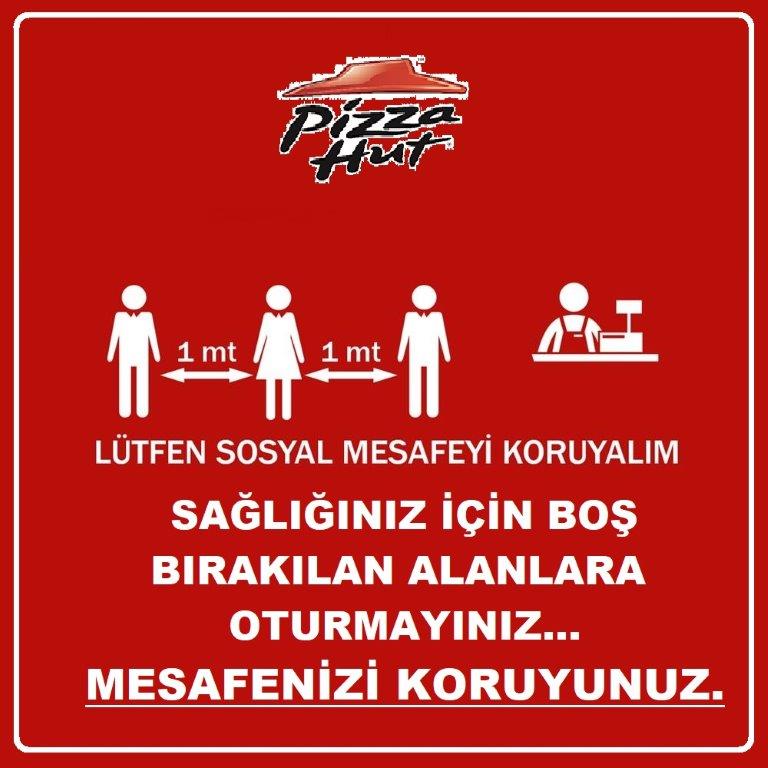 Pizza
Hut
1 mt 1 mt
LÜTFEN SOSYAL MESAFEYİ KORUYALIM
SAĞLIĞINIZ İÇİN BOŞ
BIRAKILAN ALANLARA
OTURMAYINIZ...
MESAFENİZİ KORUYUNUZ.